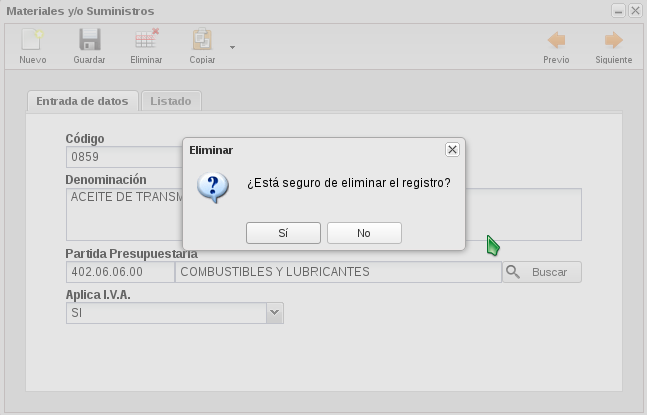 Materiales y/o Suministros
Nuevo Guardar Eliminar Copiar Previo Siguiente
Entrada de datos Listado
Código
0859
Eliminar
¿Está seguro de eliminar el registro?
Sí No
Denominación
ACEITE DE TRANSM
Partida Presupuestaria
402.06.06.00 COMBUSTIBLES Y LUBRICANTES Buscar
Aplica I.V.A.
SI